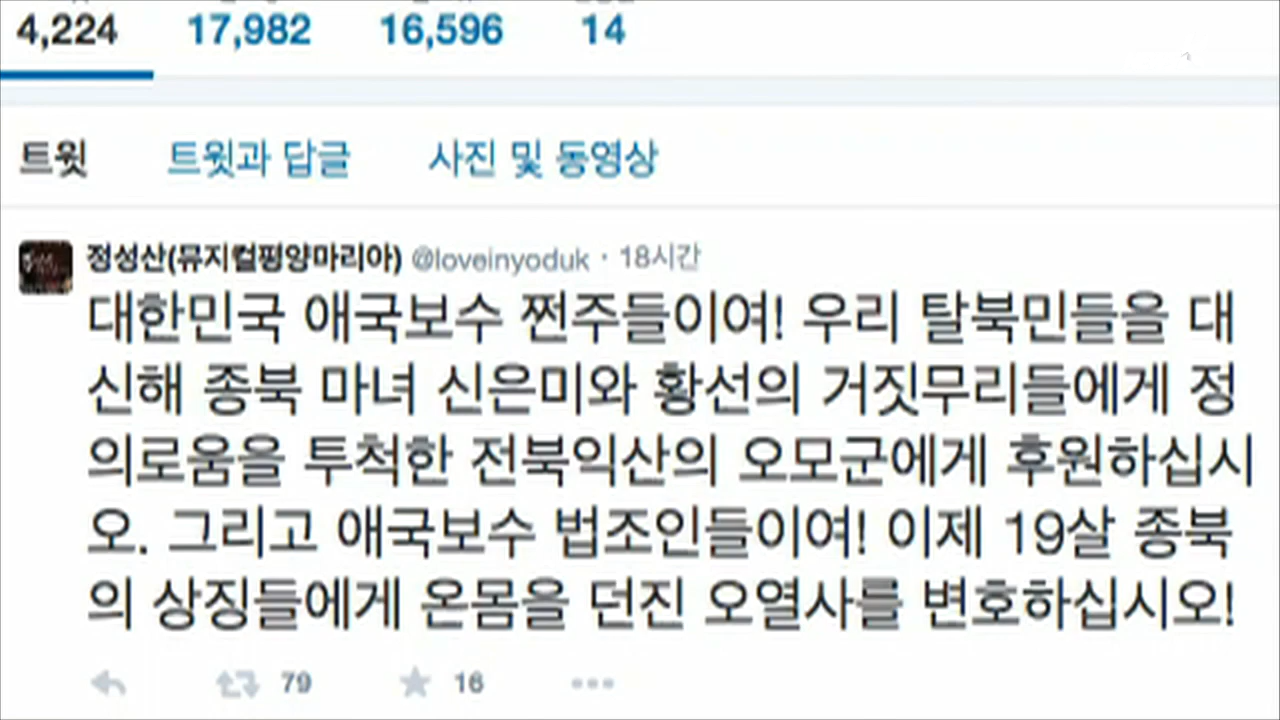 4,224 17,982 16,596 14
트윗 트윗과 답글 사진 및 동영상
정성산(뮤지컬평양마리아) @loveinyoduk · 18시간
대한민국 애국보수 쩐주들이여! 우리 탈북민들을 대
신해 종북 마녀 신은미와 황선의 거짓무리들에게 정
의로움을 투척한 전북익산의 오모군에게 후원하십시
오. 그리고 애국보수 법조인들이여! 이제 19살 종북
의 상징들에게 온몸을 던진 오열사를 변호하십시오!
79 16